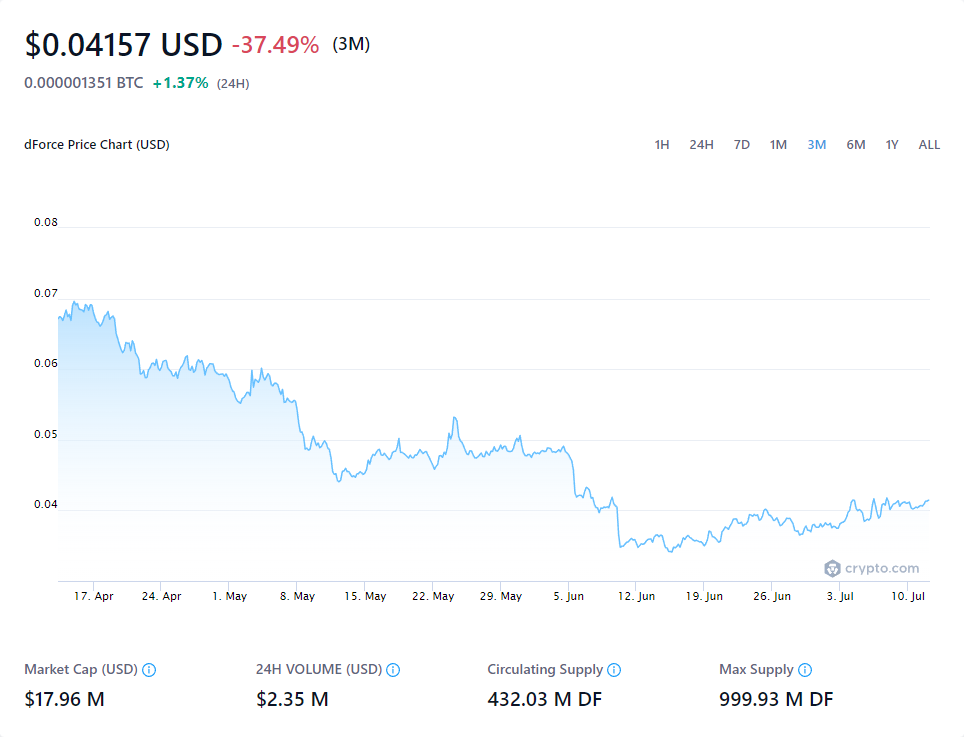 $0.04157 USD -37.49% (3M)
0.000001351 BTC +1.37% (24H)
dForce Price Chart (USD) 1H 24H 7D 1M 3M 6M 1Y ALL
0.08
0.07
0.06
0.05
0.04
crypto.com
17. Apr 24. Apr 1. May 8. May 15. May 22. May 29. May 5. Jun 12. Jun 19. Jun 26. Jun 3. Jul 10. Jul
Market Cap (USD) 24H VOLUME (USD) Circulating Supply Max Supply
$17.96 M $2.35 M 432.03 M DF 999.93 M DF